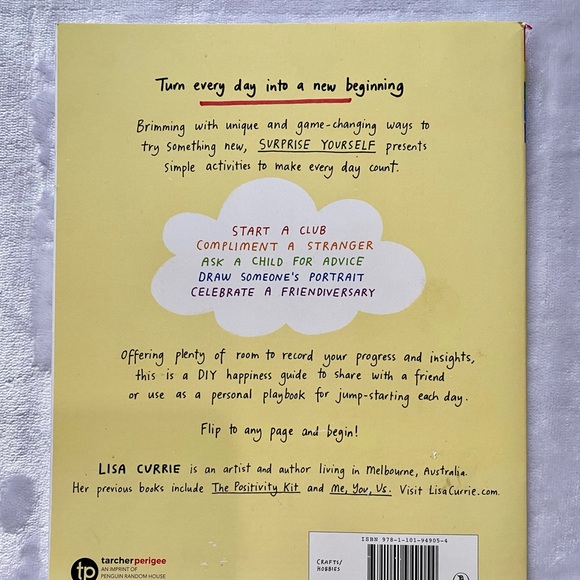 Turn every day into a new beginning
Brimming with unique and game-changing ways to
try something new, SURPRISE YOURSELF presents
simple activities to make every day count.
START A CLUB
COMPLIMENT A STRANGER
ASK A CHILD FOR ADVICE
DRAW SOMEONE'S PORTRAIT
CELEBRATE A FRIENDIVERSARY
Offering plenty of room to record your progress and insights,
this is a DIY happiness guide to share with a friend
or use as a personal playbook for jump-starting each day.
Flip to any page and begin!
LISA CURRIE is an artist and author living in Melbourne, Australia.
Her previous books include The Positivity Kit and Me, You, Us. Visit LisaCurrie.com.
ISBN 978-1-101-94905-4
CRAFTS/
HOBBIES
tp
tarcherperigee
AN IMPRINT OF
PENGUIN RANDOM HOUSE